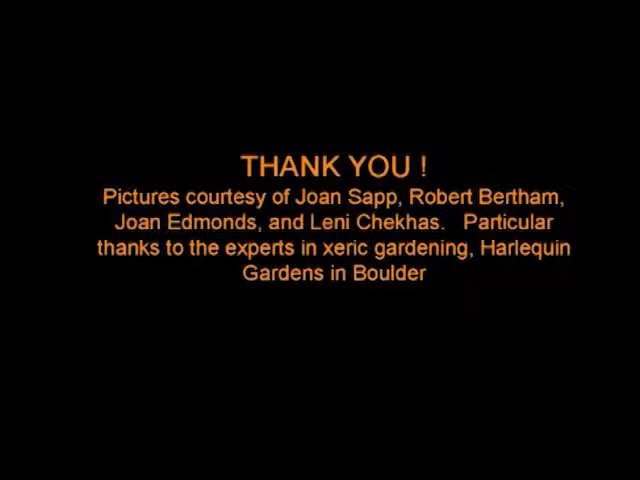 THANK YOU !
Pictures courtesy of Joan Sapp, Robert Bertham,
Joan Edmonds, and Leni Chekhas.   Particular
thanks to the experts in xeric gardening, Harlequin
Gardens in Boulder